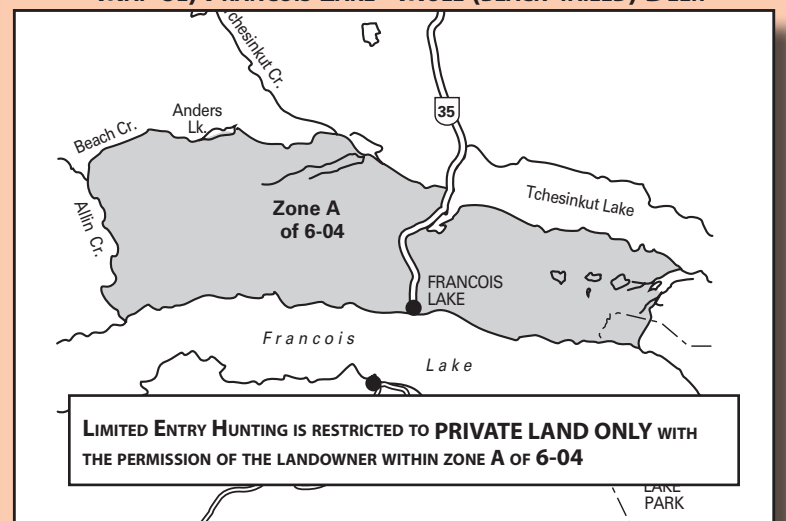 Tchesinkut Cr.
35
Anders
Lk.
Beach Cr.
Tchesinkut Lake
Allin Cr.
Zone A
of 6-04
FRANCOIS
LAKE
Francois
Lake
LIMITED ENTRY HUNTING IS RESTRICTED TO PRIVATE LAND ONLY WITH
THE PERMISSION OF THE LANDOWNER WITHIN ZONE A OF 6-04
LAKE
PARK